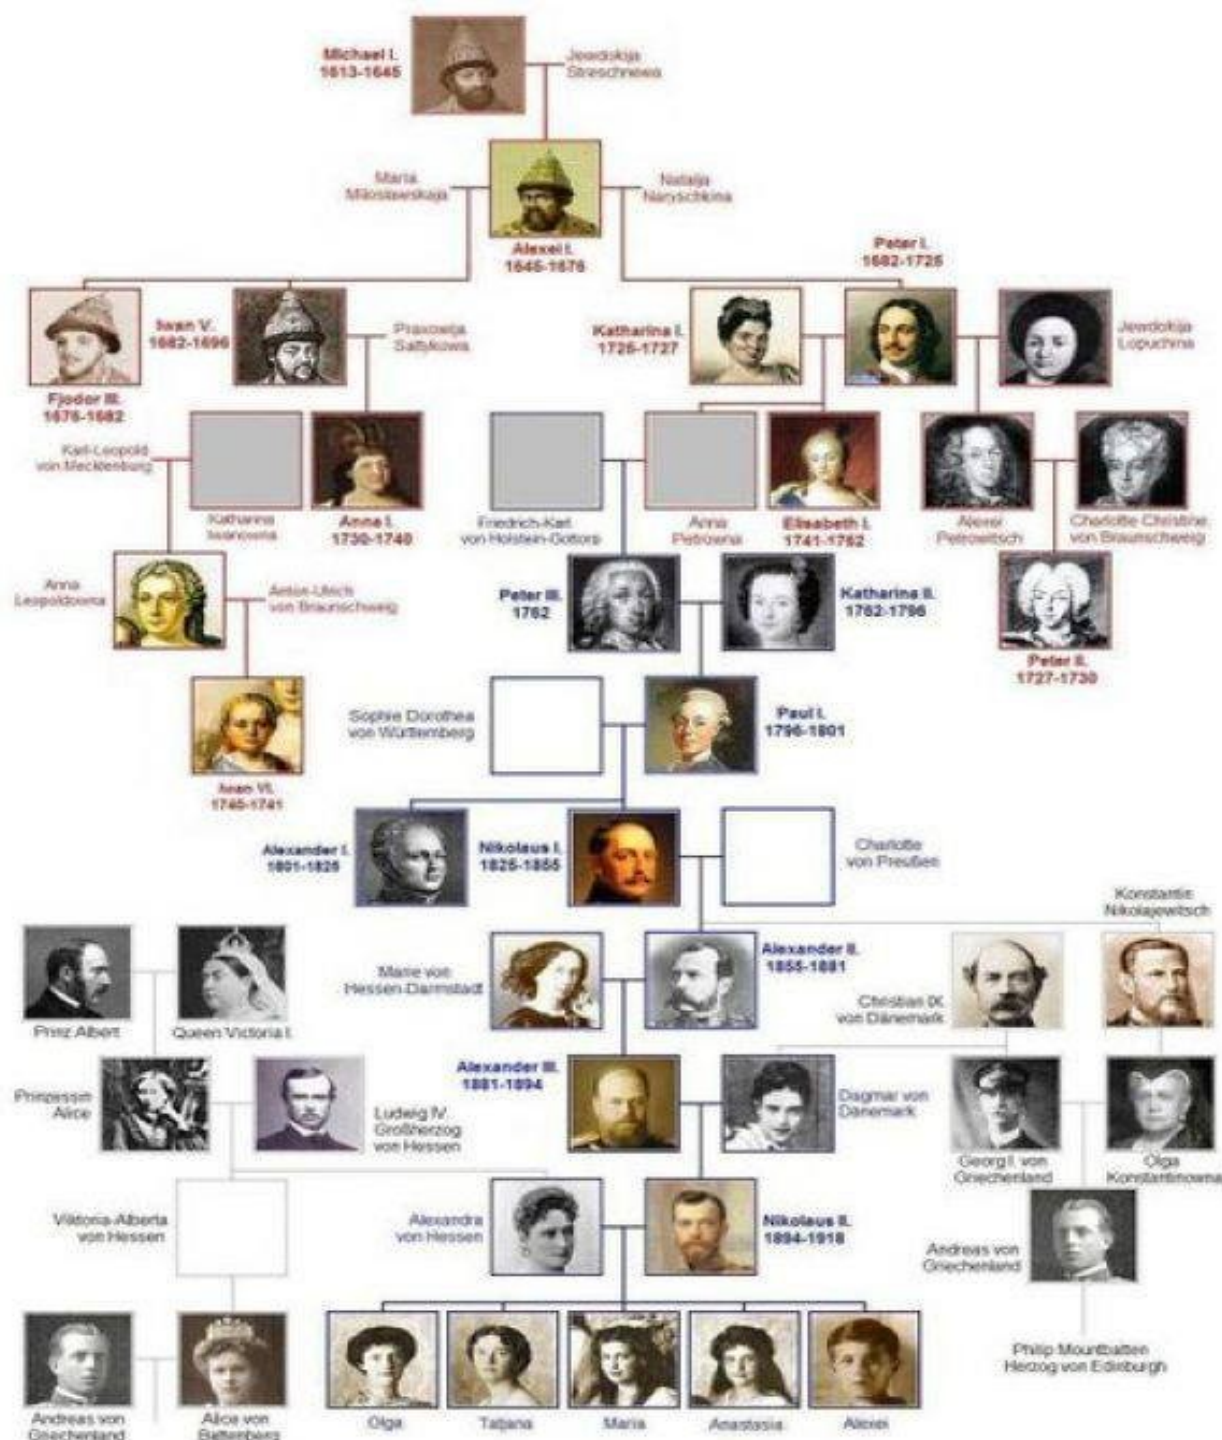 Michael I.
1613-1645
Jewdokija
Streschnewa
Maria
Miloslawskaja
Natalja
Naryschkina
Alexei I.
1645-1676
Peter I.
1682-1725
Iwan V.
1682-1696
Praskowija
Saltykowa
Katharina I.
1725-1727
Jewdokija
Lopuchina
Fjodor III.
1676-1682
Karl-Leopold
von Mecklenburg
Katharina
Iwanowna
Anna I.
1730-1740
Friedrich-Karl
von Holstein-Gottorp
Anna
Petrowna
Elisabeth I.
1741-1762
Alexei
Petrowitsch
Charlotte Christine
von Braunschweig
Anna
Leopoldowna
Anton-Ulrich
von Braunschweig
Peter III.
1762
Katharina II.
1762-1796
Peter II.
1727-1730
Sophie Dorothea
von Württemberg
Paul I.
1796-1801
Iwan VI.
1740-1741
Alexander I.
1801-1825
Nikolaus I.
1825-1855
Charlotte
von Preußen
Konstantin
Nikolajewitsch
Marie von
Hessen-Darmstadt
Alexander II.
1855-1881
Christian IX.
von Dänemark
Prinz Albert
Queen Victoria I.
Alexander III.
1881-1894
Dagmar von
Dänemark
Prinzessin
Alice
Ludwig IV.
Großherzog
von Hessen
Georg I. von
Griechenland
Olga
Konstantinowna
Viktoria-Alberta
von Hessen
Alexandra
von Hessen
Nikolaus II.
1894-1918
Andreas von
Griechenland
Philip Mountbatten
Herzog von Edinburgh
Andreas von
Griechenland
Alice von
Battenberg
Olga
Tatjana
Maria
Anastasia
Alexei